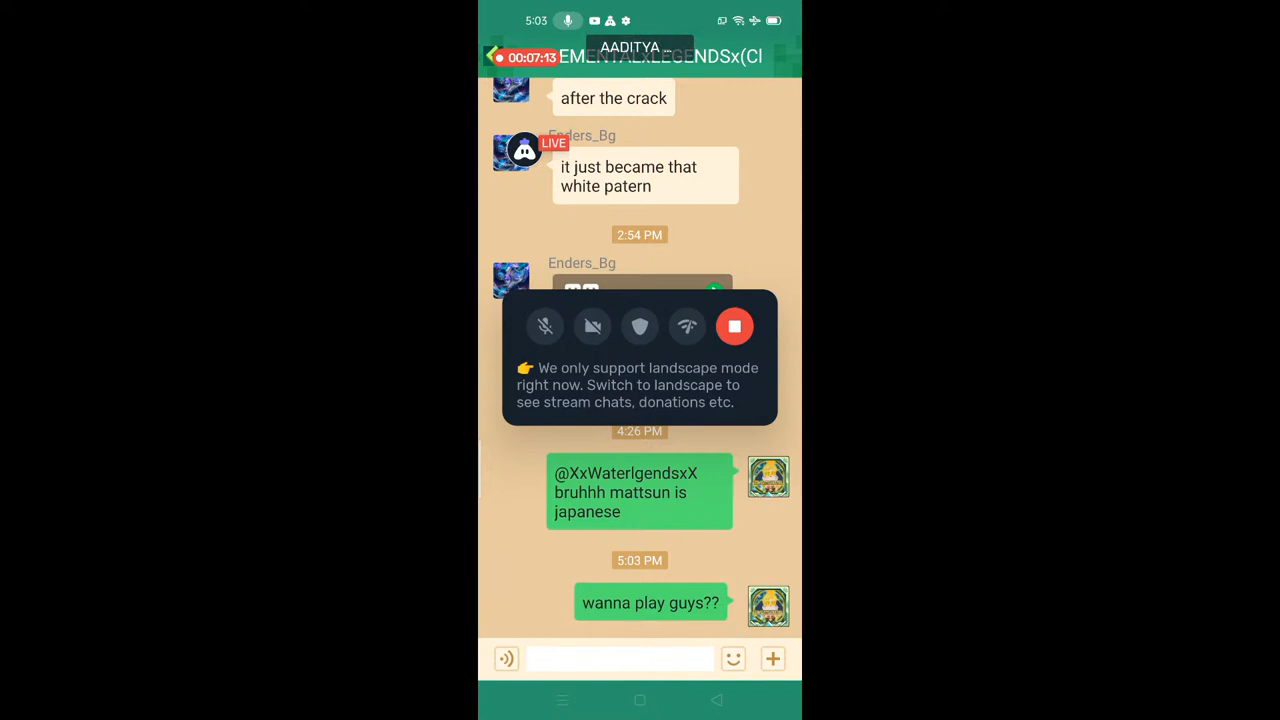 5:03
AADITYA ...
00:07:13
EMENTALxLEGENDSx(Cl
after the crack
Enders_Bg
LIVE
it just became that
white patern
2:54 PM
Enders_Bg
👉 We only support landscape mode
right now. Switch to landscape to
see stream chats, donations etc.
4:26 PM
@XxWaterlgendsxX
bruhhh mattsun is
japanese
5:03 PM
wanna play guys??